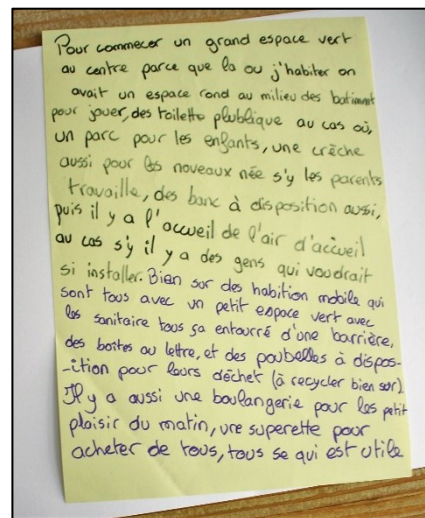 Pour commecer un grand espace vert
au centre parce que la ou j'habiter on
avait un espace rond au milieu des batiment
pour jouer, des toilette plublique au cas où,
un parc pour les enfants, une crèche
aussi pour les noveaux née s'y les parents
travaille, des banc à disposition aussi,
puis il y a l'accueil de l'air d'accueil
au cas s'y il y a des gens qui voudrait
si installer. Bien sur des habition mobile qui
sont tous avec un petit espace vert avec
les sanitaire tous sa entourré d'une barrière,
des boites au lettre, et des poubelles à dispos-
-ition pour leurs déchet (à recycler bien sur).
Il y a aussi une boulangerie pour les petit
plaisir du matin, une superette pour
acheter de tous, tous se qui est utile